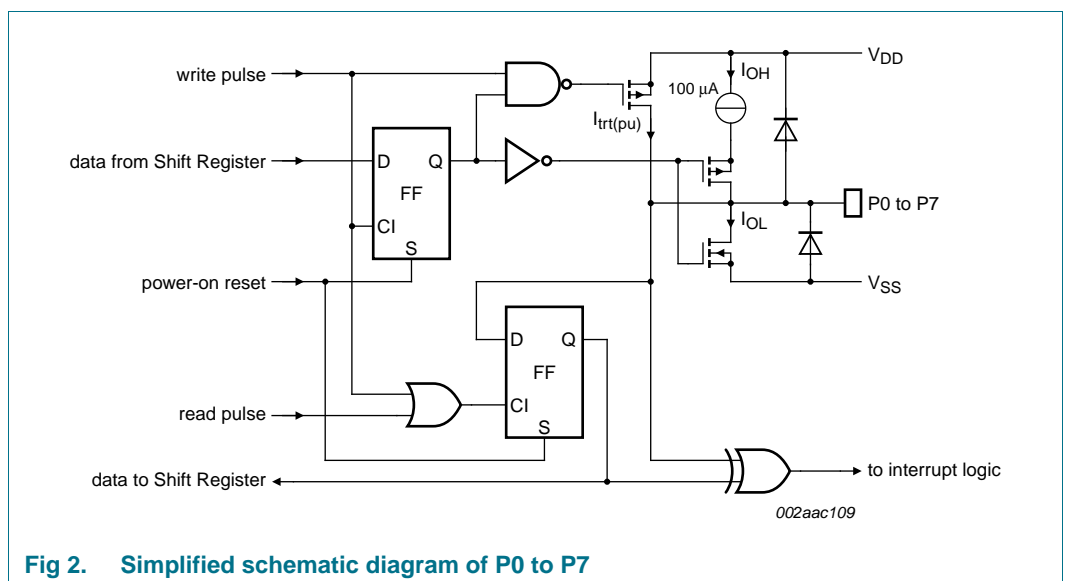 write pulse
V_DD
I_OH
100 μA
I_trt(pu)
data from Shift Register
D
Q
FF
CI
S
P0 to P7
I_OL
power-on reset
V_SS
D
Q
FF
CI
S
read pulse
data to Shift Register
to interrupt logic
002aac109
Fig 2. Simplified schematic diagram of P0 to P7